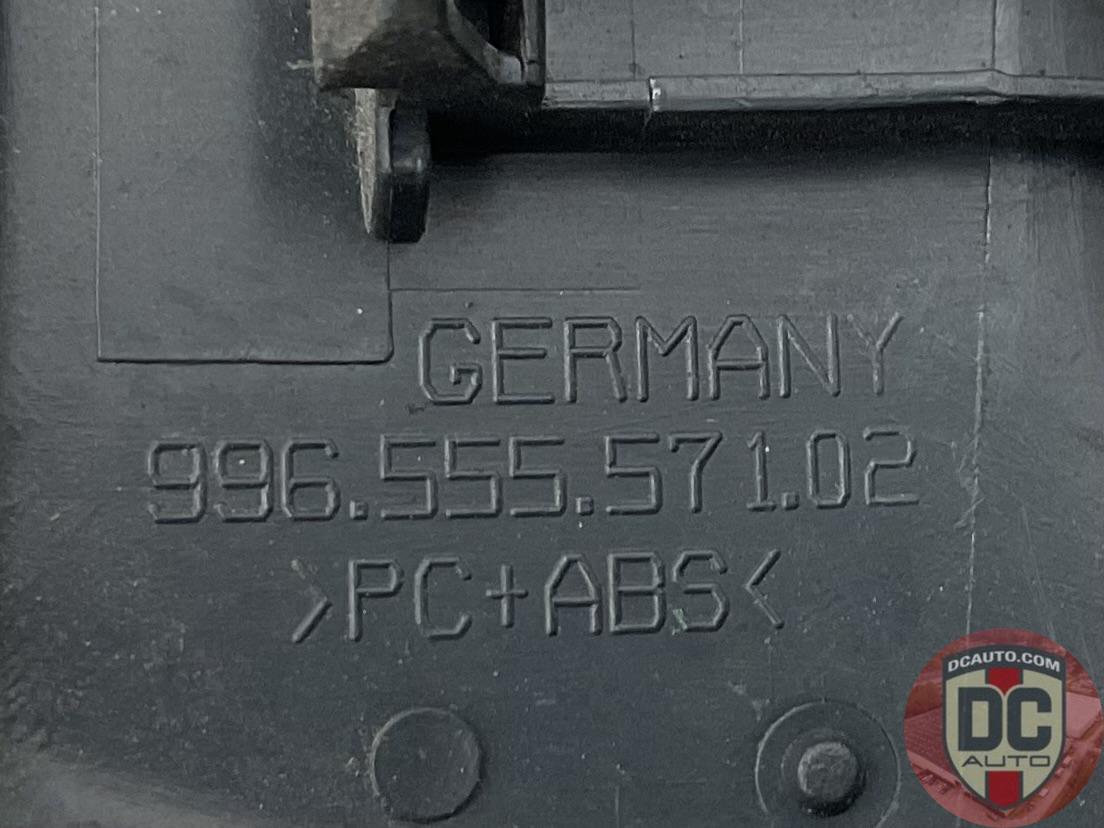 GERMANY
996.555.571.02
>PC+ABS<
DCAUTO.COM
DC
AUTO